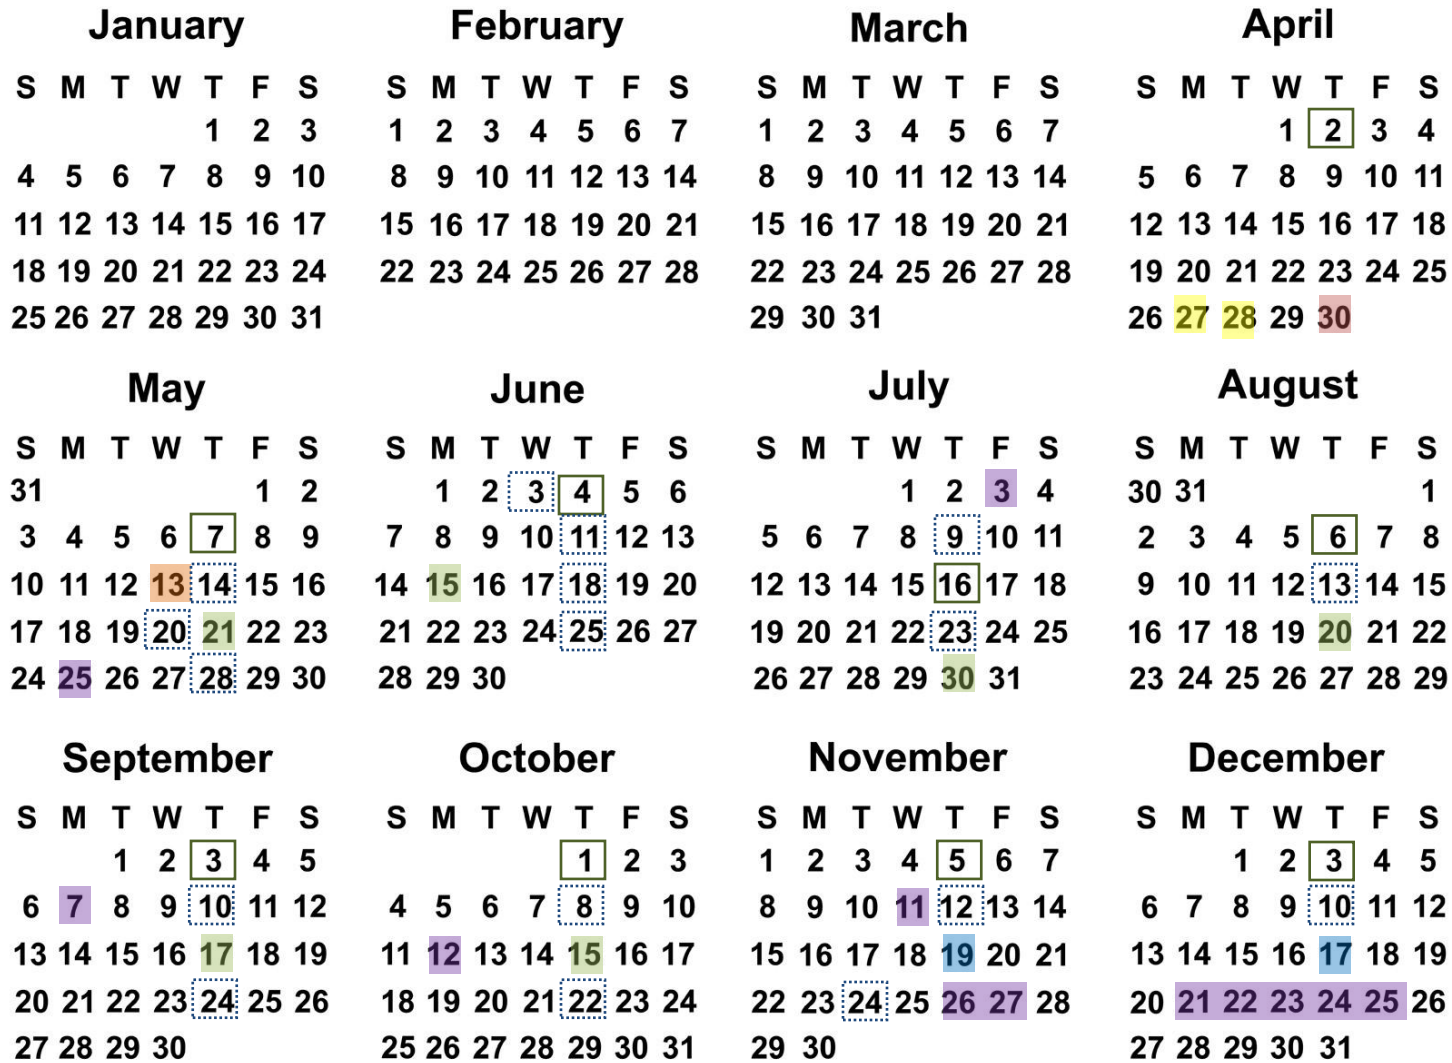 January
S M T W T F S
1 2 3
4 5 6 7 8 9 10
11 12 13 14 15 16 17
18 19 20 21 22 23 24
25 26 27 28 29 30 31
February
S M T W T F S
1 2 3 4 5 6 7
8 9 10 11 12 13 14
15 16 17 18 19 20 21
22 23 24 25 26 27 28
March
S M T W T F S
1 2 3 4 5 6 7
8 9 10 11 12 13 14
15 16 17 18 19 20 21
22 23 24 25 26 27 28
29 30 31
April
S M T W T F S
1 2 3 4
5 6 7 8 9 10 11
12 13 14 15 16 17 18
19 20 21 22 23 24 25
26 27 28 29 30
May
S M T W T F S
31 1 2
3 4 5 6 7 8 9
10 11 12 13 14 15 16
17 18 19 20 21 22 23
24 25 26 27 28 29 30
June
S M T W T F S
1 2 3 4 5 6
7 8 9 10 11 12 13
14 15 16 17 18 19 20
21 22 23 24 25 26 27
28 29 30
July
S M T W T F S
1 2 3 4
5 6 7 8 9 10 11
12 13 14 15 16 17 18
19 20 21 22 23 24 25
26 27 28 29 30 31
August
S M T W T F S
30 31 1
2 3 4 5 6 7 8
9 10 11 12 13 14 15
16 17 18 19 20 21 22
23 24 25 26 27 28 29
September
S M T W T F S
1 2 3 4 5
6 7 8 9 10 11 12
13 14 15 16 17 18 19
20 21 22 23 24 25 26
27 28 29 30
October
S M T W T F S
1 2 3
4 5 6 7 8 9 10
11 12 13 14 15 16 17
18 19 20 21 22 23 24
25 26 27 28 29 30 31
November
S M T W T F S
1 2 3 4 5 6 7
8 9 10 11 12 13 14
15 16 17 18 19 20 21
22 23 24 25 26 27 28
29 30
December
S M T W T F S
1 2 3 4 5
6 7 8 9 10 11 12
13 14 15 16 17 18 19
20 21 22 23 24 25 26
27 28 29 30 31